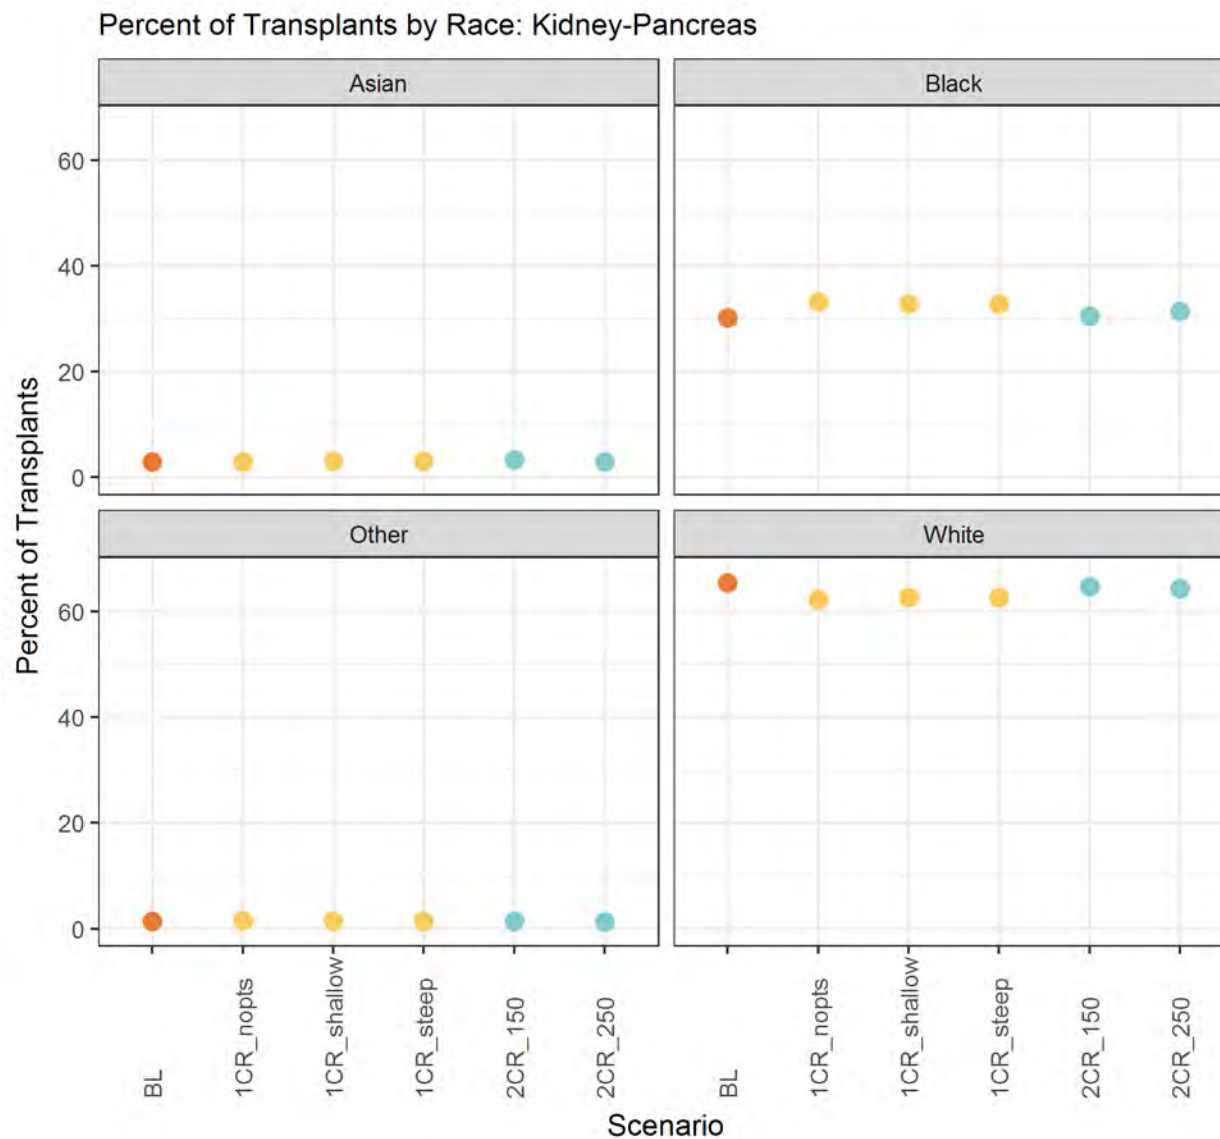 Percent of Transplants by Race: Kidney-Pancreas
Asian
Black
60
40
20
0
Other
White
60
40
20
0
Percent of Transplants
BL
1CR_nopts
1CR_shallow
1CR_steep
2CR_150
2CR_250
BL
1CR_nopts
1CR_shallow
1CR_steep
2CR_150
2CR_250
Scenario